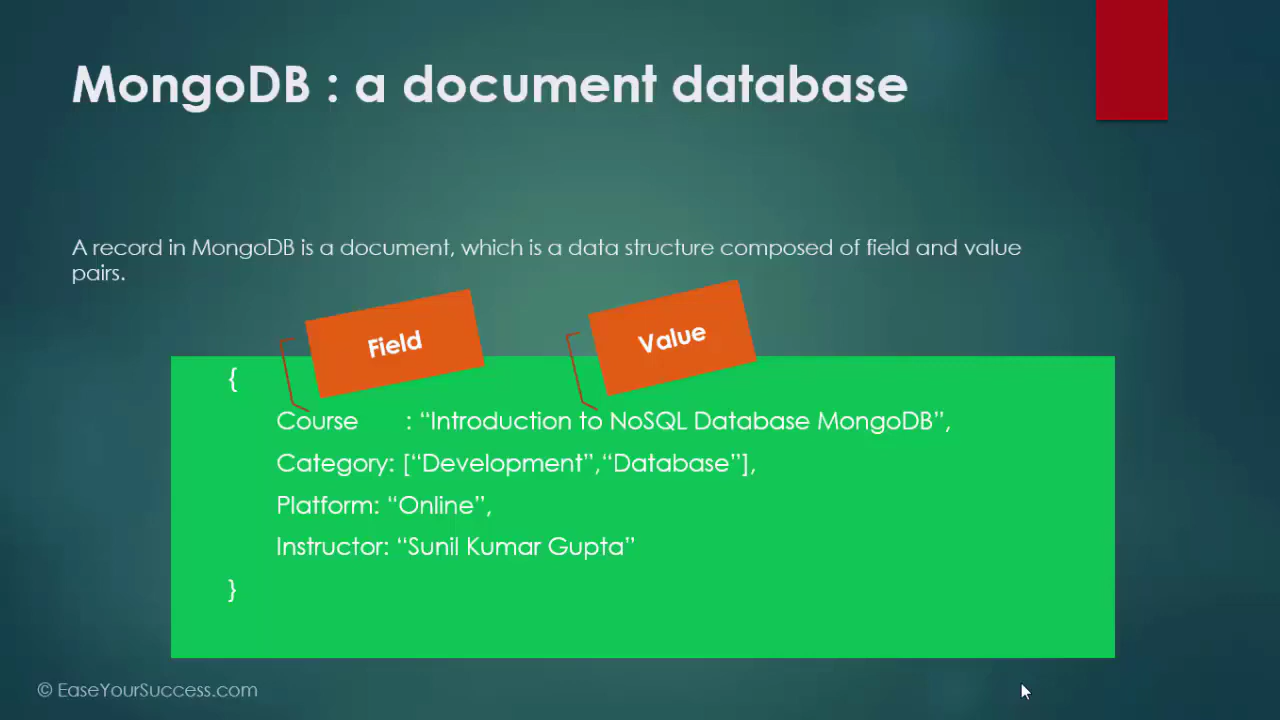 MongoDB : a document database
A record in MongoDB is a document, which is a data structure composed of field and value
pairs.
Field
Value
{
Course : “Introduction to NoSQL Database MongoDB”,
Category: [“Development”,“Database”],
Platform: “Online”,
Instructor: “Sunil Kumar Gupta”
}
© EaseYourSuccess.com